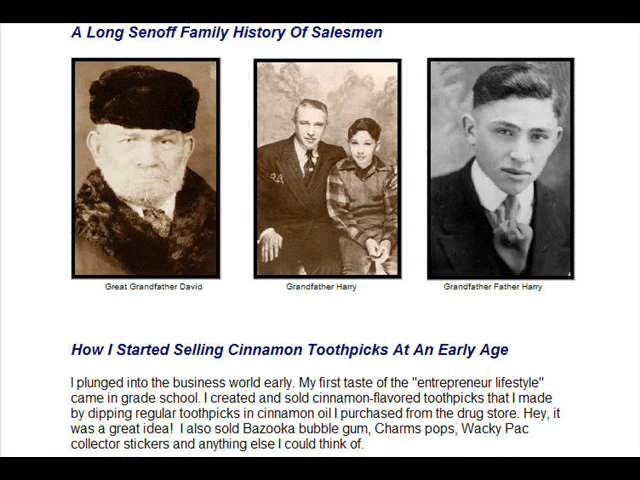 A Long Senoff Family History Of Salesmen
Great Grandfather David
Grandfather Harry
Grandfather Father Harry
How I Started Selling Cinnamon Toothpicks At An Early Age
I plunged into the business world early. My first taste of the "entrepreneur lifestyle"
came in grade school. I created and sold cinnamon-flavored toothpicks that I made
by dipping regular toothpicks in cinnamon oil I purchased from the drug store. Hey, it
was a great idea!  I also sold Bazooka bubble gum, Charms pops, Wacky Pac
collector stickers and anything else I could think of.